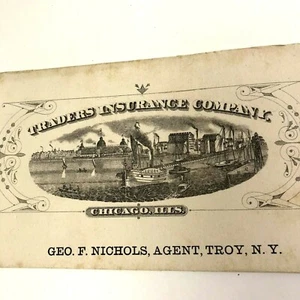 TRADERS INSURANCE COMPANY.
CHICAGO, ILLS.
GEO. F. NICHOLS, AGENT, TROY, N. Y.